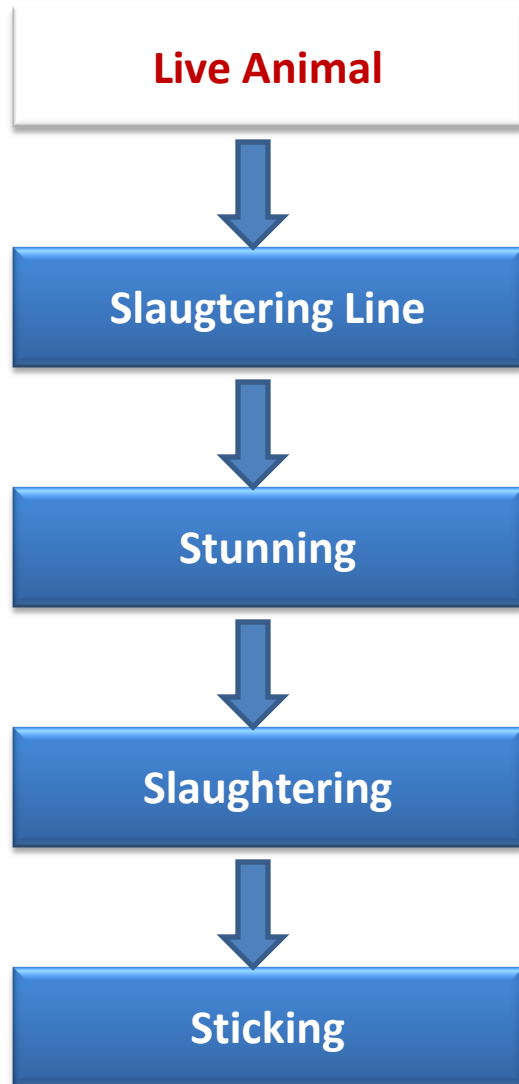 Live Animal
Slaugtering Line
Stunning
Slaughtering
Sticking